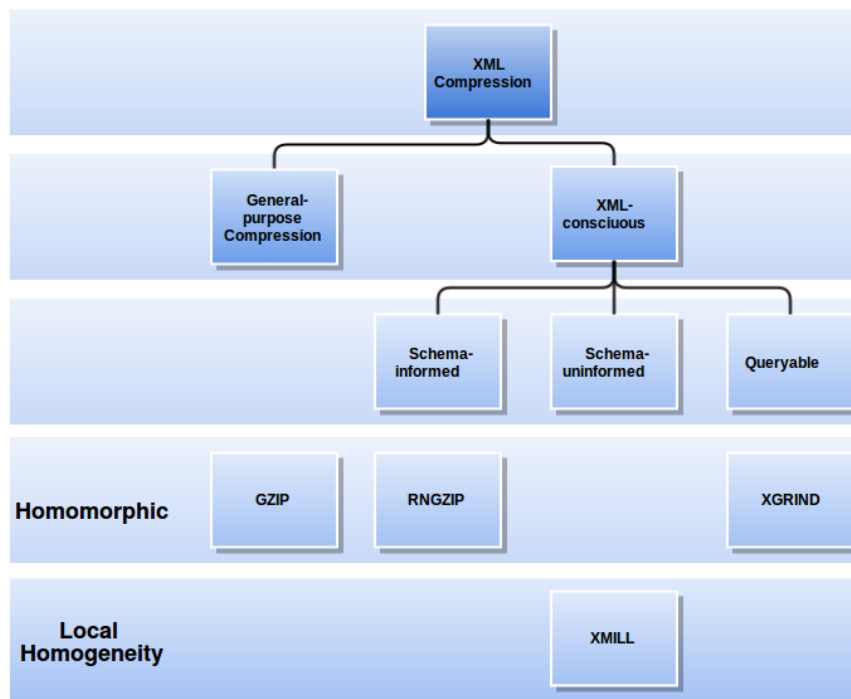 XML
Compression
General-
purpose
Compression
XML-
consciuous
Schema-
informed
Schema-
uninformed
Queryable
Homomorphic
GZIP
RNGZIP
XGRIND
Local
Homogeneity
XMILL